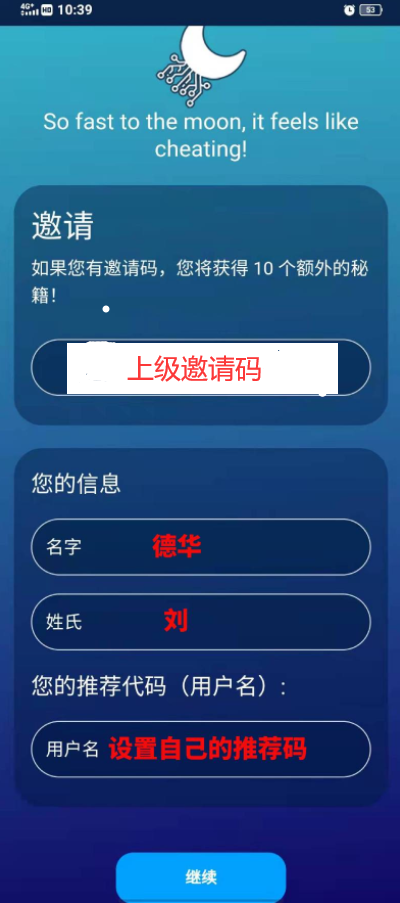 4G+ HD 10:39 53
So fast to the moon, it feels like
cheating!
邀请
如果您有邀请码，您将获得 10 个额外的秘
籍！
上级邀请码
您的信息
名字 德华
姓氏 刘
您的推荐代码（用户名）:
用户名 设置自己的推荐码
继续